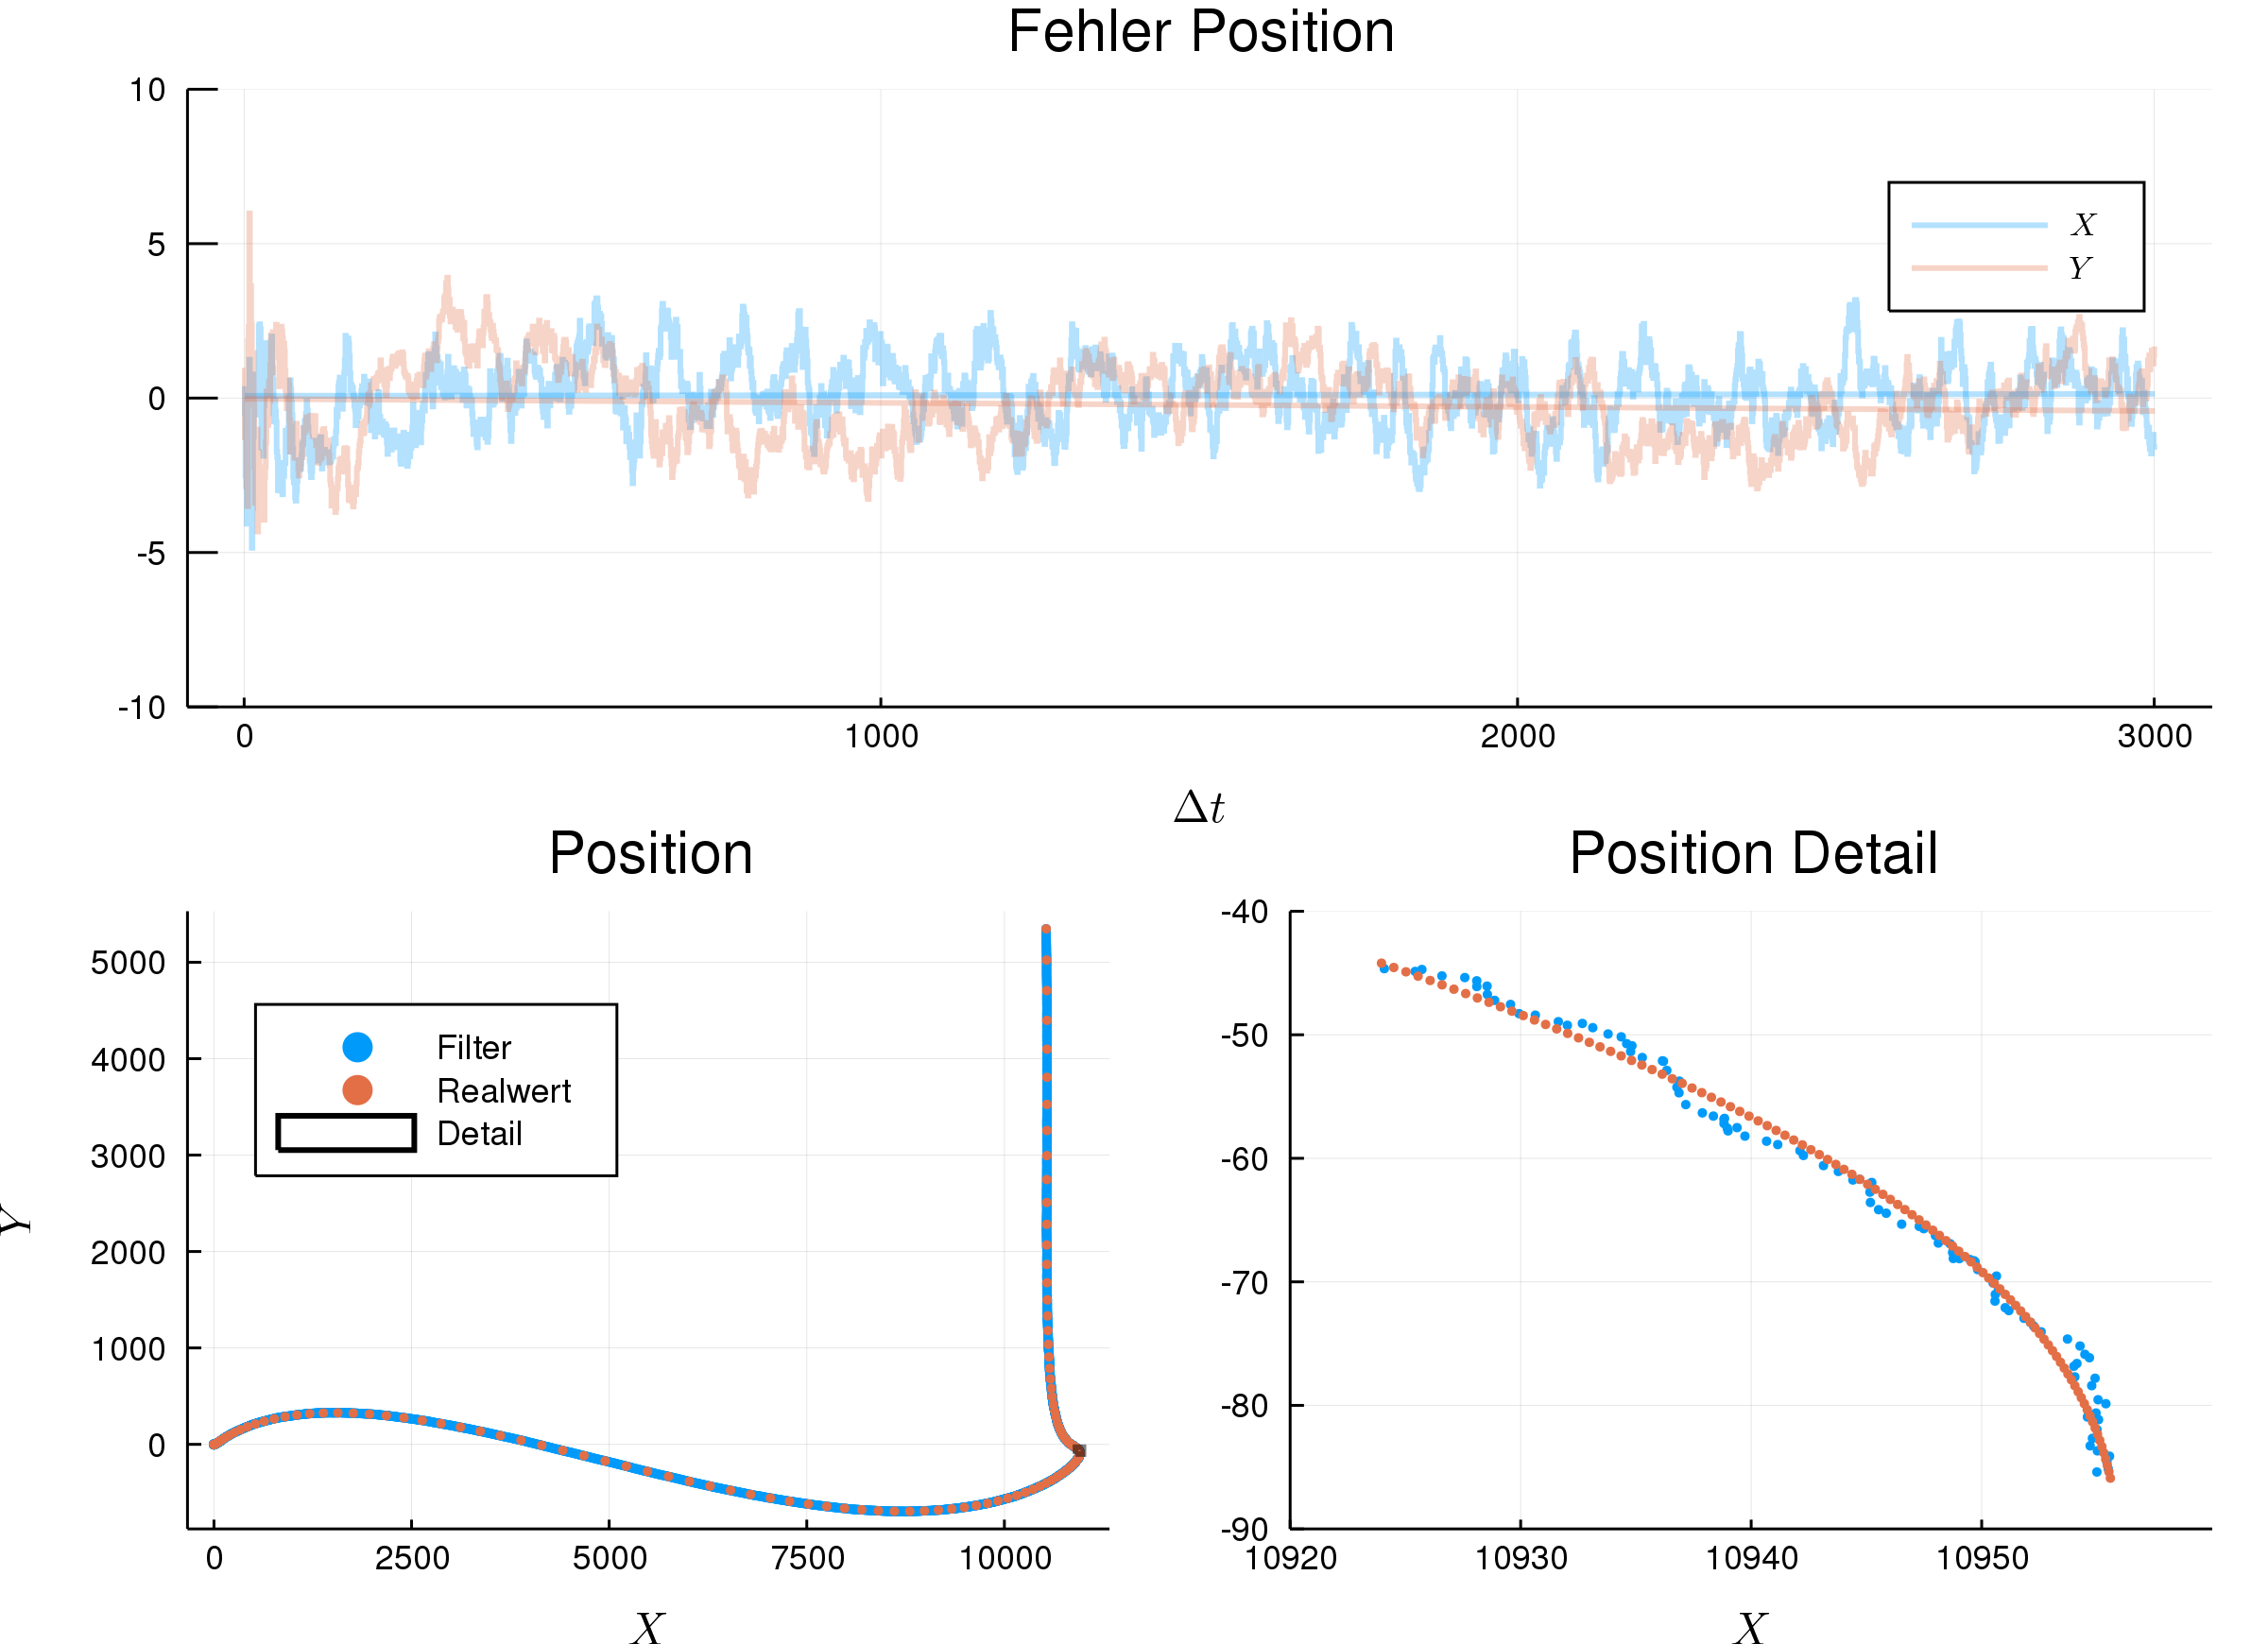 Fehler Position
10
5
0
-5
-10
X
Y
0 1000 2000 3000
Δt
Position
5000
4000
3000
2000
1000
0
Y
Filter
Realwert
Detail
0 2500 5000 7500 10000
X
Position Detail
-40
-50
-60
-70
-80
-90
10920 10930 10940 10950
X